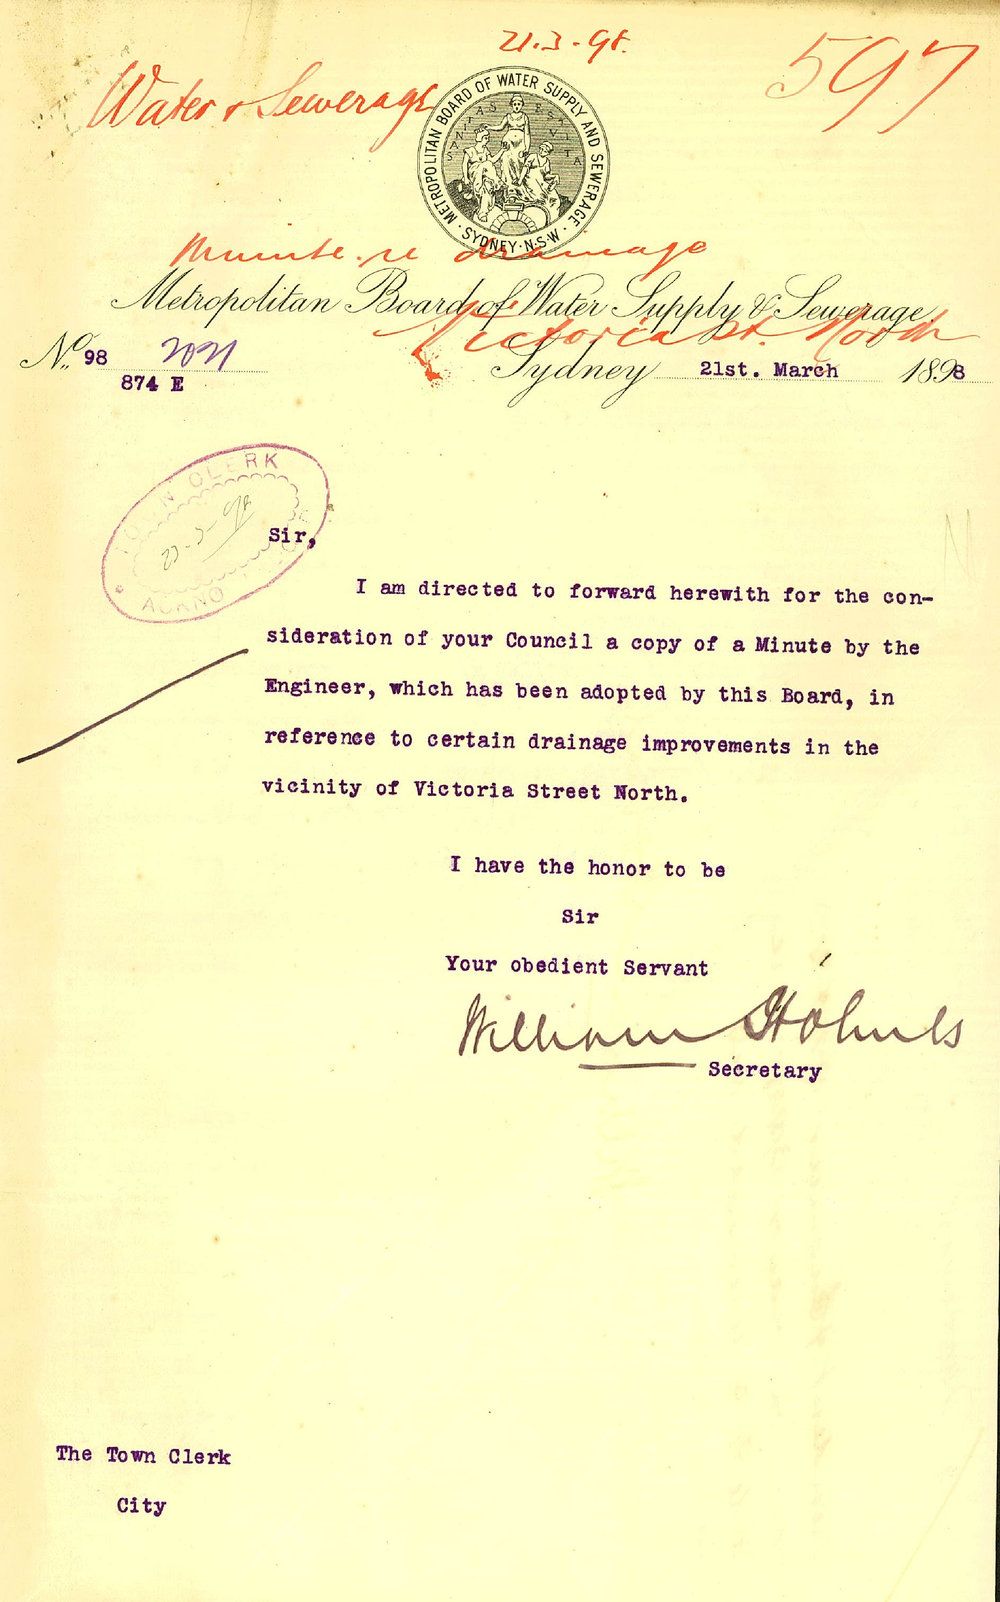 21.3.98.
597
Water & Sewerage
METROPOLITAN BOARD OF WATER SUPPLY AND SEWERAGE
SYDNEY·N·S·W·
Minute re drainage
Metropolitan Board of Water Supply & Sewerage.
Victoria St. North
No. 98
874 E
Sydney 21st. March 1898
TOWN CLERK
Sir,
I am directed to forward herewith for the con-
sideration of your Council a copy of a Minute by the
Engineer, which has been adopted by this Board, in
reference to certain drainage improvements in the
vicinity of Victoria Street North.
I have the honor to be
Sir
Your obedient Servant
William Holmes
Secretary
The Town Clerk
City